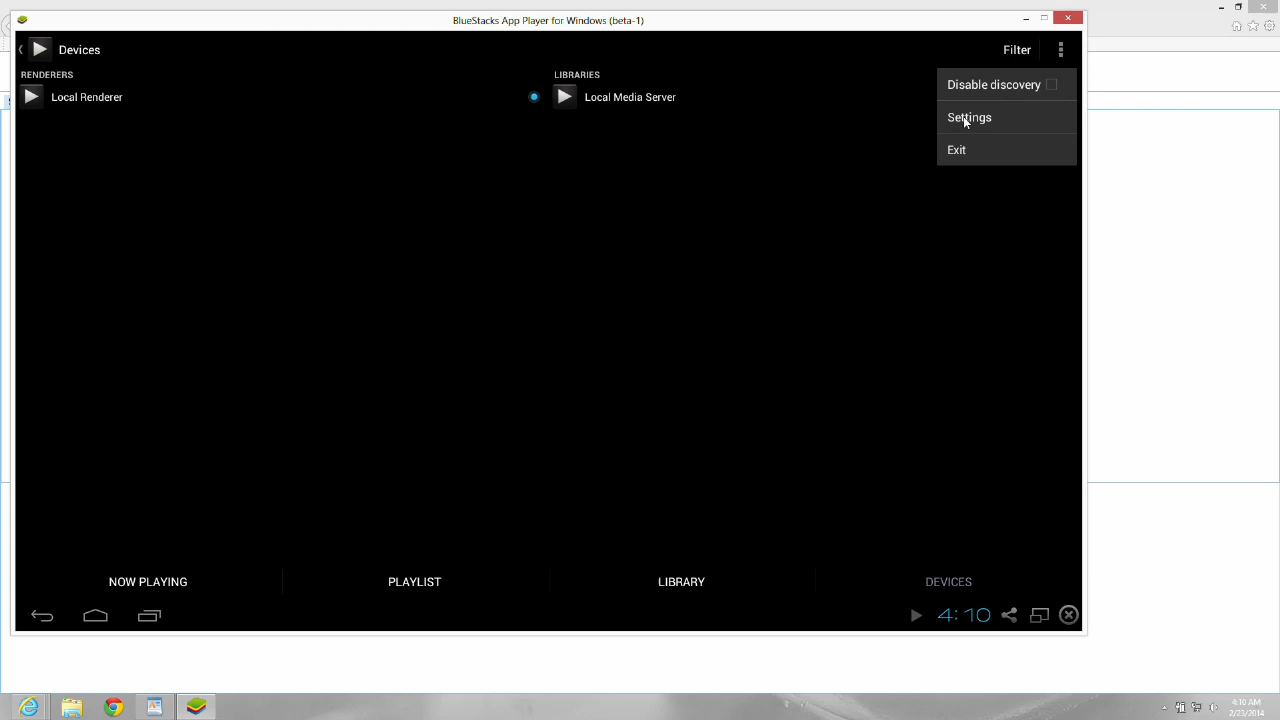 BlueStacks App Player for Windows (beta-1)
Devices
Filter
RENDERERS
LIBRARIES
Local Renderer
Local Media Server
Disable discovery
Settings
Exit
NOW PLAYING
PLAYLIST
LIBRARY
DEVICES
4:10
4:10 AM
2/23/2014